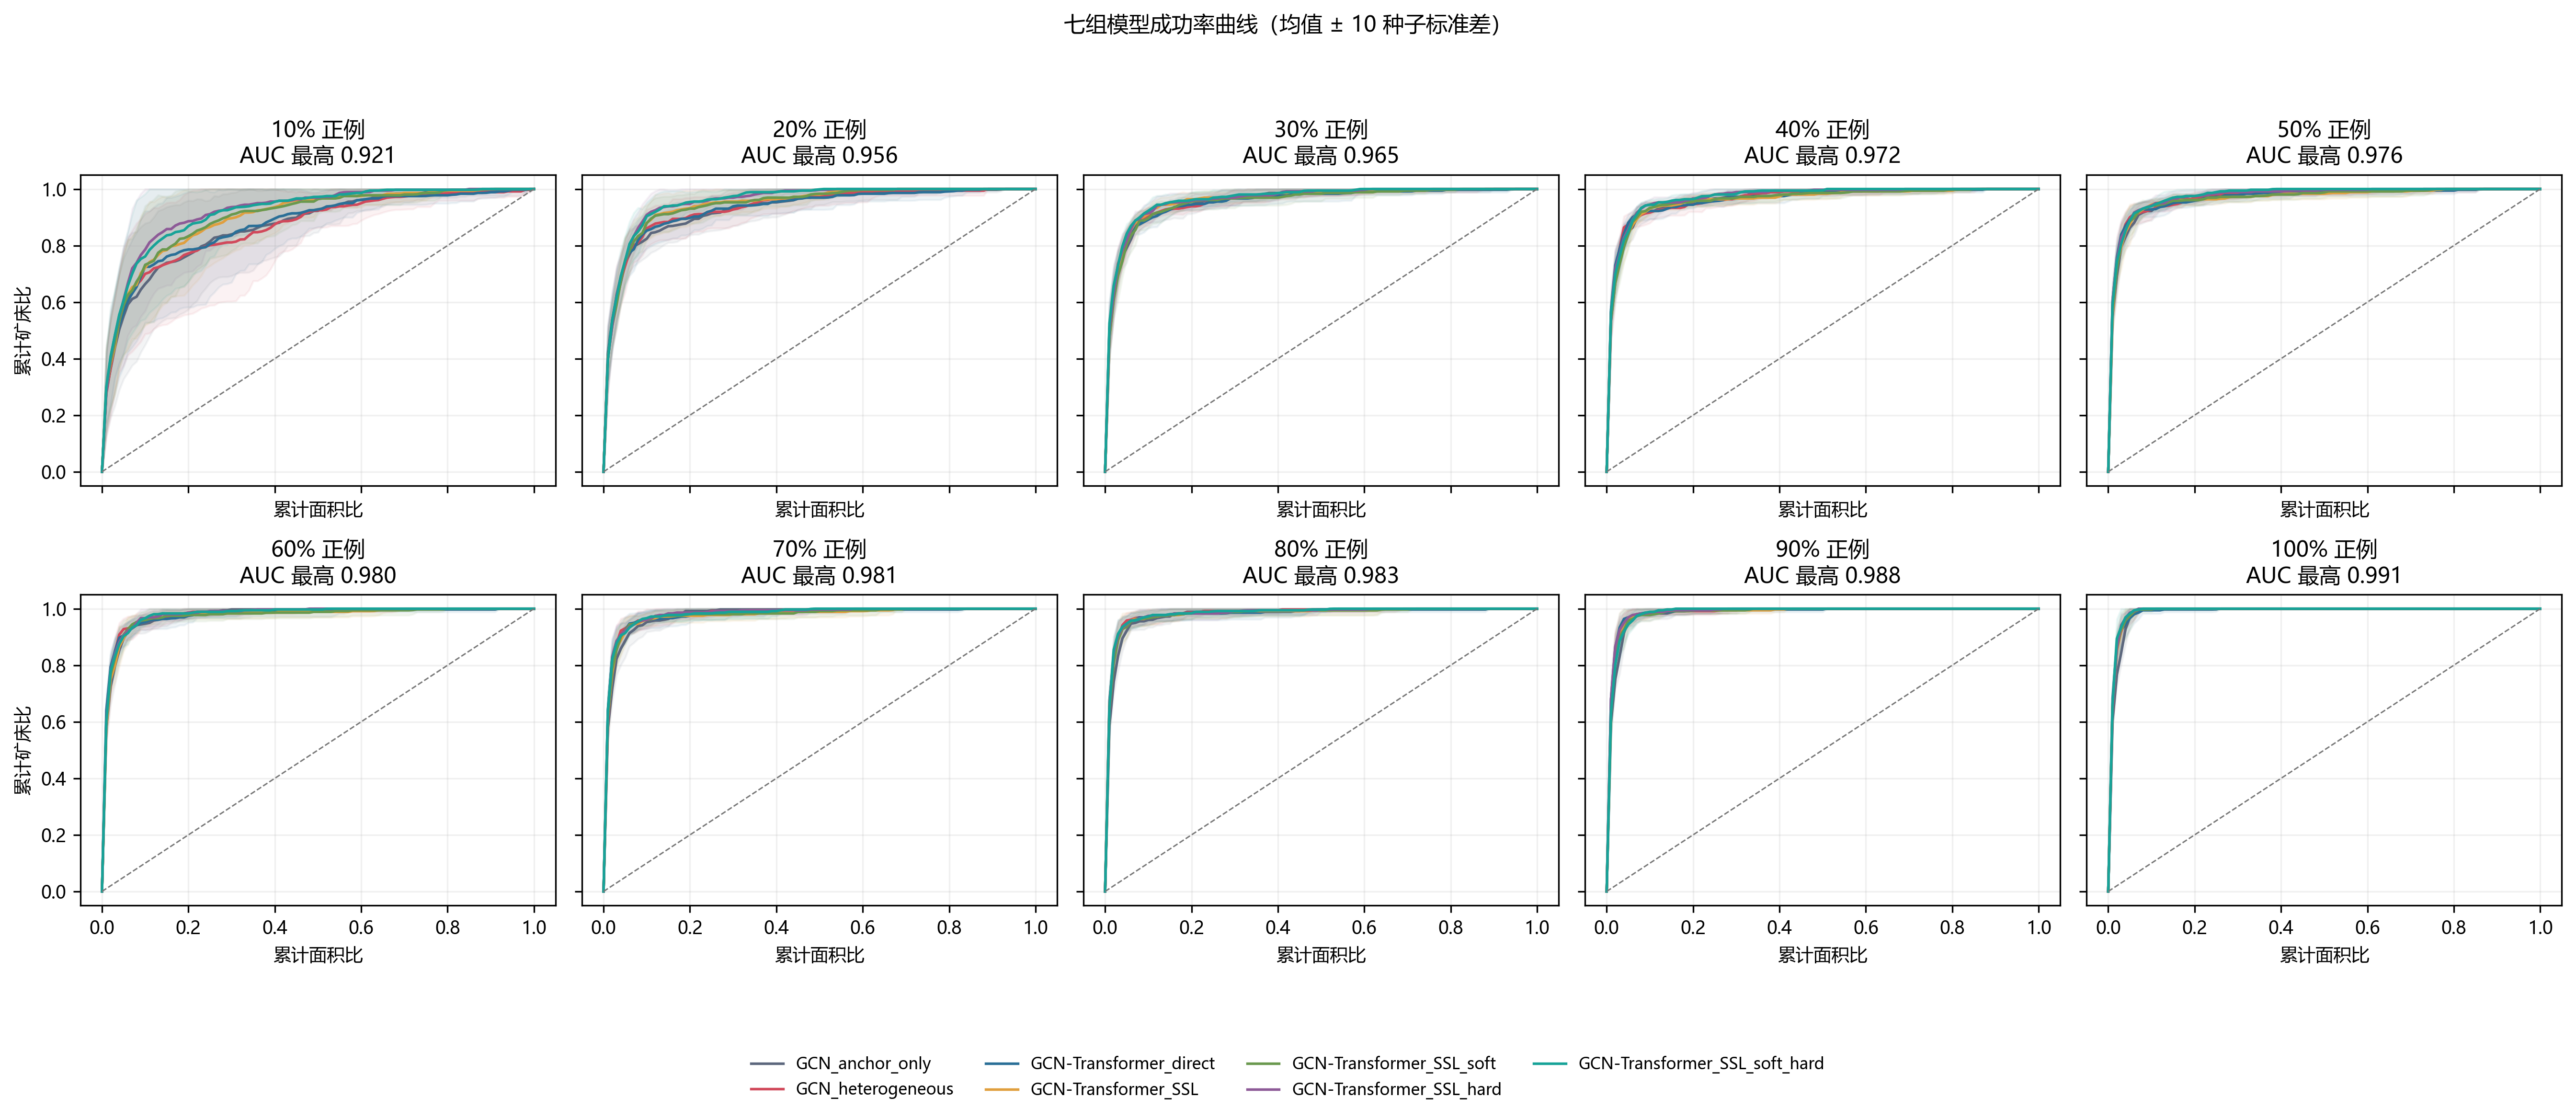 七组模型成功率曲线（均值 ± 10 种子标准差）
10% 正例
AUC 最高 0.921
20% 正例
AUC 最高 0.956
30% 正例
AUC 最高 0.965
40% 正例
AUC 最高 0.972
50% 正例
AUC 最高 0.976
1.0
0.8
0.6
0.4
0.2
0.0
累计矿床比
累计面积比
累计面积比
累计面积比
累计面积比
累计面积比
60% 正例
AUC 最高 0.980
70% 正例
AUC 最高 0.981
80% 正例
AUC 最高 0.983
90% 正例
AUC 最高 0.988
100% 正例
AUC 最高 0.991
1.0
0.8
0.6
0.4
0.2
0.0
累计矿床比
0.0 0.2 0.4 0.6 0.8 1.0
0.0 0.2 0.4 0.6 0.8 1.0
0.0 0.2 0.4 0.6 0.8 1.0
0.0 0.2 0.4 0.6 0.8 1.0
0.0 0.2 0.4 0.6 0.8 1.0
累计面积比
累计面积比
累计面积比
累计面积比
累计面积比
GCN_anchor_only
GCN_heterogeneous
GCN-Transformer_direct
GCN-Transformer_SSL
GCN-Transformer_SSL_soft
GCN-Transformer_SSL_hard
GCN-Transformer_SSL_soft_hard